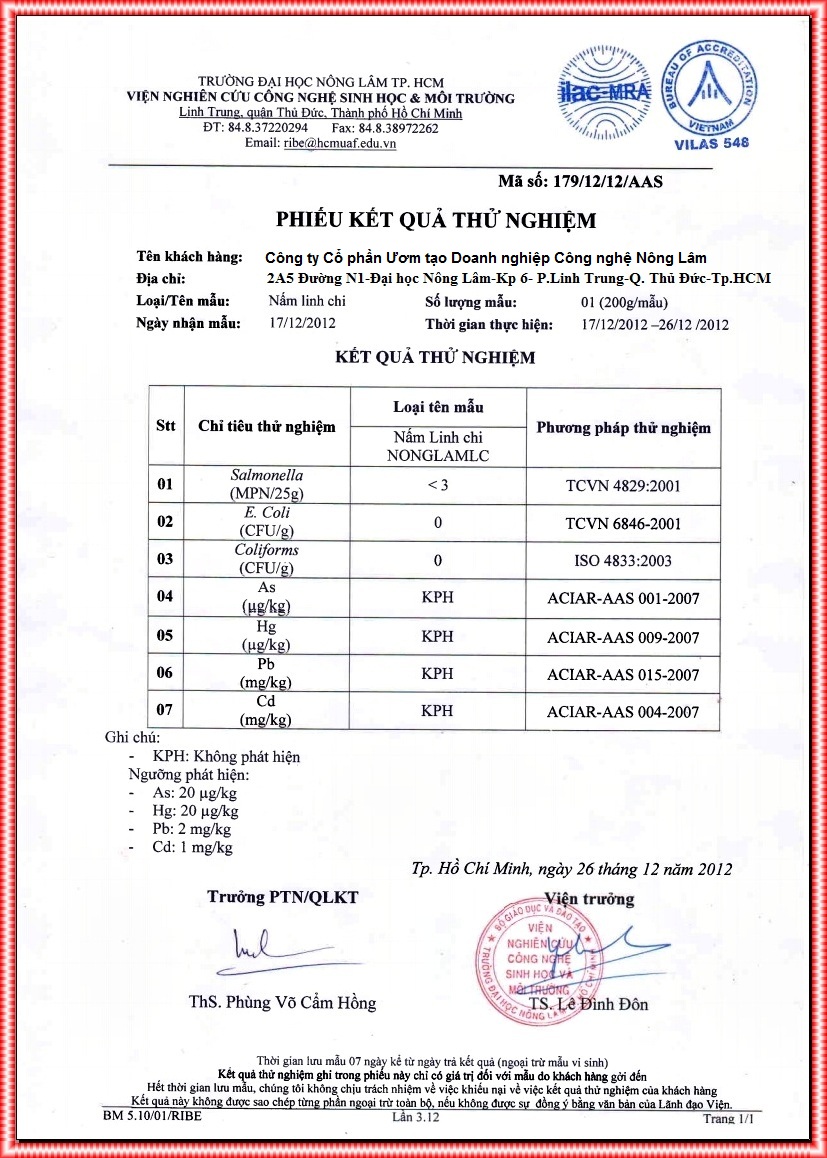 TRƯỜNG ĐẠI HỌC NÔNG LÂM TP. HCM
VIỆN NGHIÊN CỨU CÔNG NGHỆ SINH HỌC & MÔI TRƯỜNG
Linh Trung, quận Thủ Đức, Thành phố Hồ Chí Minh
ĐT: 84.8.37220294 Fax: 84.8.38972262
Email: ribe@hcmuaf.edu.vn
ilac-MRA
BUREAU OF ACCREDITATION
VIETNAM
VILAS 548
Mã số: 179/12/12/AAS
PHIẾU KẾT QUẢ THỬ NGHIỆM
Tên khách hàng: Công ty Cổ phần Ươm tạo Doanh nghiệp Công nghệ Nông Lâm
Địa chỉ: 2A5 Đường N1-Đại học Nông Lâm-Kp 6- P.Linh Trung-Q. Thủ Đức-Tp.HCM
Loại/Tên mẫu: Nấm linh chi Số lượng mẫu: 01 (200g/mẫu)
Ngày nhận mẫu: 17/12/2012 Thời gian thực hiện: 17/12/2012 –26/12 /2012
KẾT QUẢ THỬ NGHIỆM
Stt Chỉ tiêu thử nghiệm Loại tên mẫu Phương pháp thử nghiệm
Nấm Linh chi
NONGLAMLC
01 Salmonella (MPN/25g) < 3 TCVN 4829:2001
02 E. Coli (CFU/g) 0 TCVN 6846-2001
03 Coliforms (CFU/g) 0 ISO 4833:2003
04 As (µg/kg) KPH ACIAR-AAS 001-2007
05 Hg (µg/kg) KPH ACIAR-AAS 009-2007
06 Pb (mg/kg) KPH ACIAR-AAS 015-2007
07 Cd (mg/kg) KPH ACIAR-AAS 004-2007
Ghi chú:
- KPH: Không phát hiện
Ngưỡng phát hiện:
- As: 20 µg/kg
- Hg: 20 µg/kg
- Pb: 2 mg/kg
- Cd: 1 mg/kg
Tp. Hồ Chí Minh, ngày 26 tháng 12 năm 2012
Trưởng PTN/QLKT Viện trưởng
BỘ GIÁO DỤC VÀ ĐÀO TẠO
VIỆN
NGHIÊN CỨU
CÔNG NGHỆ
SINH HỌC VÀ
MÔI TRƯỜNG
TRƯỜNG ĐẠI HỌC NÔNG LÂM
ThS. Phùng Võ Cẩm Hồng TS. Lê Đình Đôn
Thời gian lưu mẫu 07 ngày kể từ ngày trả kết quả (ngoại trừ mẫu vi sinh)
Kết quả thử nghiệm ghi trong phiếu này chỉ có giá trị đối với mẫu do khách hàng gởi đến
Hết thời gian lưu mẫu, chúng tôi không chịu trách nhiệm về việc khiếu nại về việc kết quả thử nghiệm của khách hàng
Kết quả này không được sao chép từng phần ngoại trừ toàn bộ, nếu không được sự đồng ý bằng văn bản của Lãnh đạo Viện.
BM 5.10/01/RIBE Lần 3.12 Trang 1/1